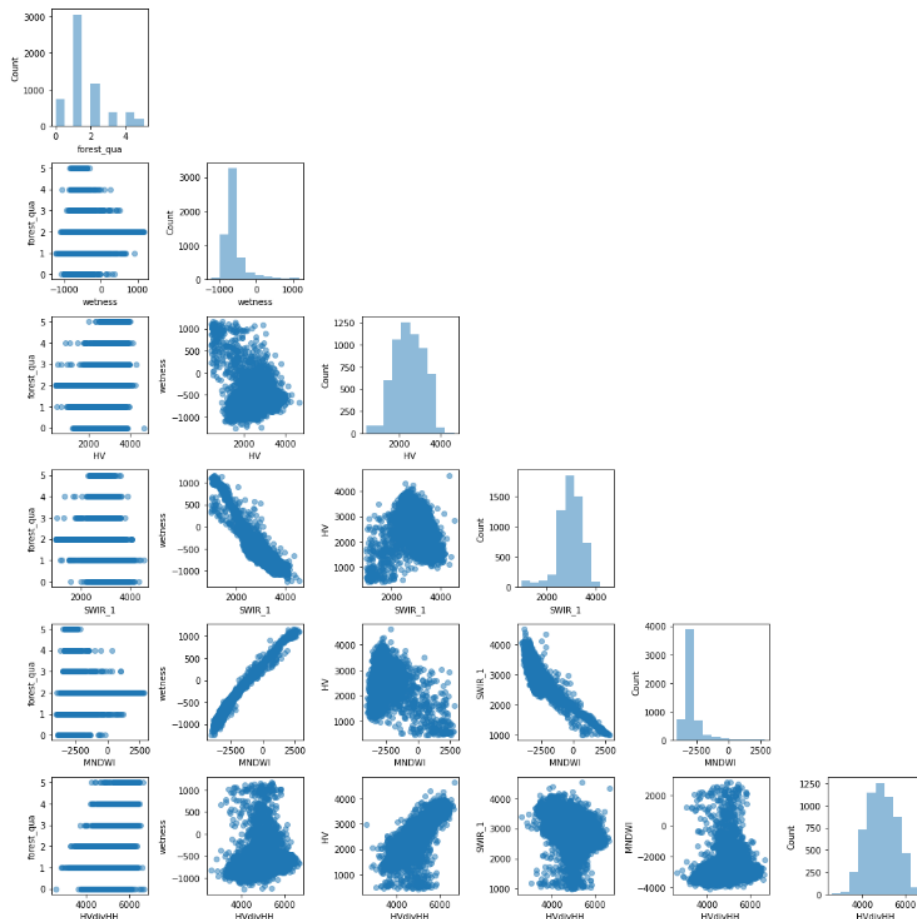 3000
2000
1000
0
Count
0 2 4
forest_qua
5
4
3
2
1
0
forest_qua
−1000 0 1000
wetness
3000
2000
1000
0
Count
−1000 0 1000
wetness
5
4
3
2
1
0
forest_qua
2000 4000
HV
1000
500
0
−500
−1000
wetness
2000 4000
HV
1250
1000
750
500
250
0
Count
2000 4000
HV
5
4
3
2
1
0
forest_qua
2000 4000
SWIR_1
1000
500
0
−500
−1000
wetness
2000 4000
SWIR_1
4000
3000
2000
1000
HV
2000 4000
SWIR_1
1500
1000
500
0
Count
2000 4000
SWIR_1
5
4
3
2
1
0
forest_qua
−2500 0 2500
MNDWI
1000
500
0
−500
−1000
wetness
−2500 0 2500
MNDWI
4000
3000
2000
1000
HV
−2500 0 2500
MNDWI
4000
3000
2000
1000
SWIR_1
−2500 0 2500
MNDWI
4000
3000
2000
1000
0
Count
−2500 0 2500
MNDWI
5
4
3
2
1
0
forest_qua
4000 6000
HVdivHH
1000
500
0
−500
−1000
wetness
4000 6000
HVdivHH
4000
3000
2000
1000
HV
4000 6000
HVdivHH
4000
3000
2000
1000
SWIR_1
4000 6000
HVdivHH
2000
0
−2000
−4000
MNDWI
4000 6000
HVdivHH
1250
1000
750
500
250
0
Count
4000 6000
HVdivHH